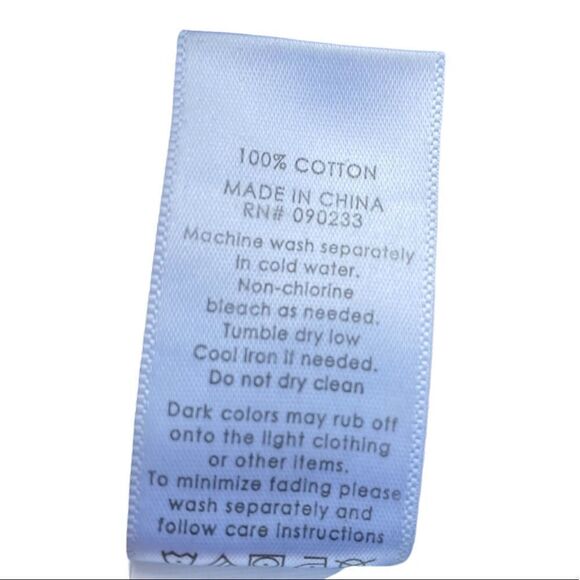 100% COTTON
MADE IN CHINA
RN# 090233
Machine wash separately
in cold water.
Non-chlorine
bleach as needed.
Tumble dry low
Cool iron if needed.
Do not dry clean
Dark colors may rub off
onto the light clothing
or other items.
To minimize fading please
wash separately and
follow care instructions